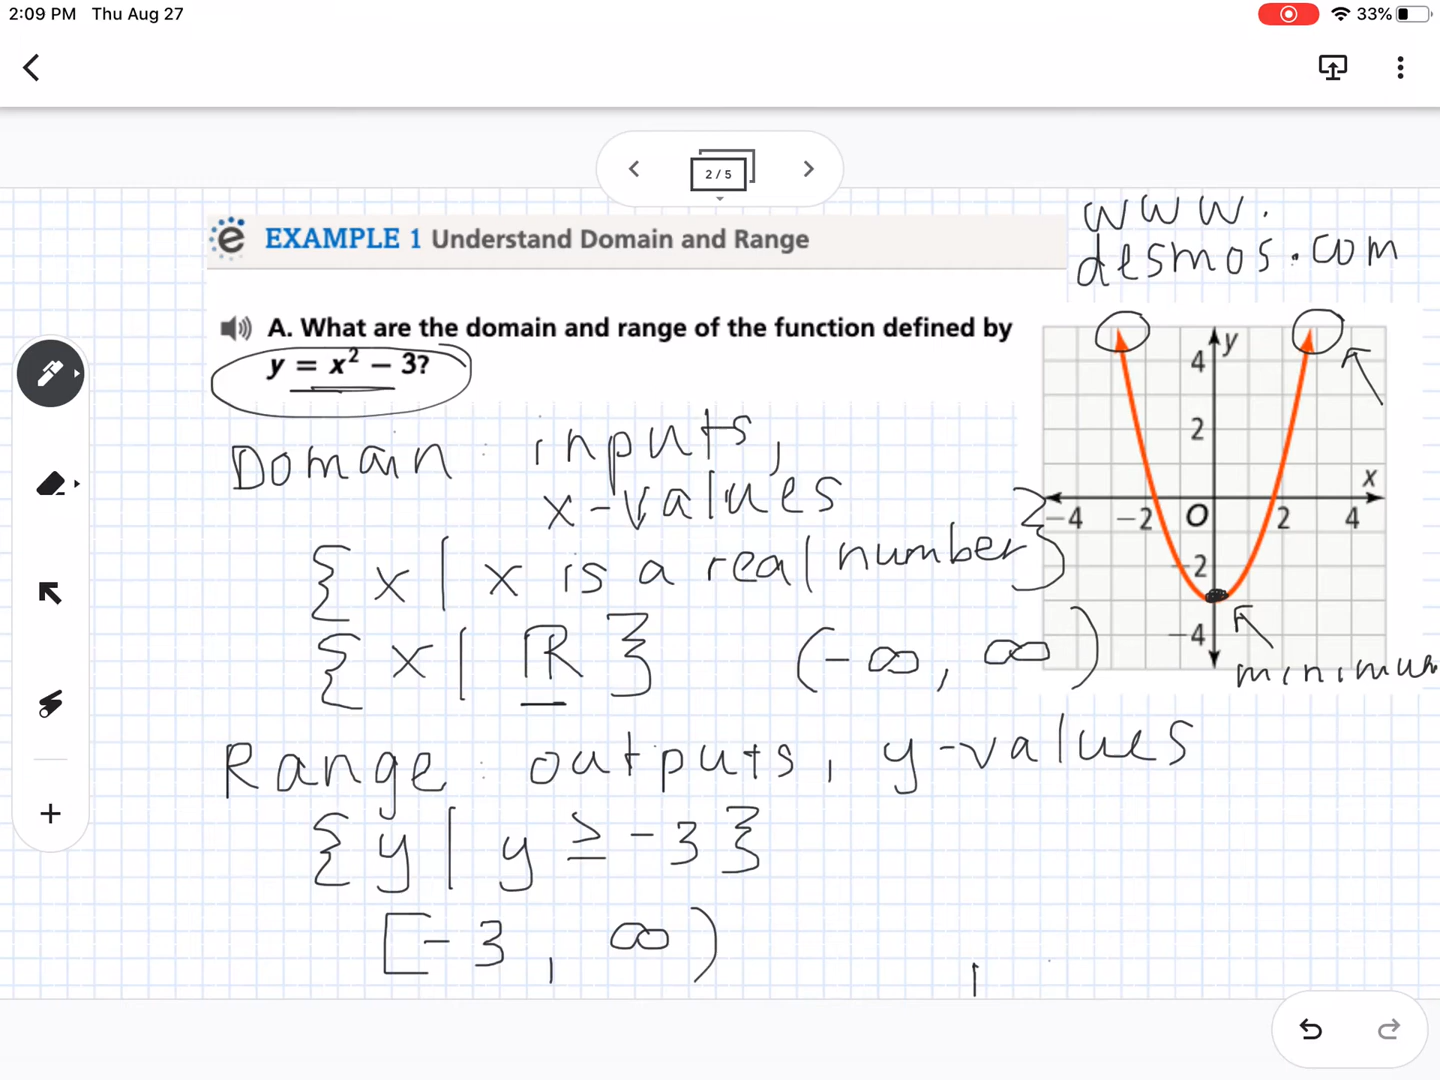 2:09 PM Thu Aug 27
33%
2 / 5
www.
desmos.com
e EXAMPLE 1 Understand Domain and Range
A. What are the domain and range of the function defined by
y = x² – 3?
Domain: inputs,
x-values
{x | x is a real number}
{x | ℝ} (-∞, ∞)
Range: outputs, y-values
{y | y ≥ -3}
[-3, ∞)
y
4
2
x
-4 -2 O 2 4
-2
-4
minimum